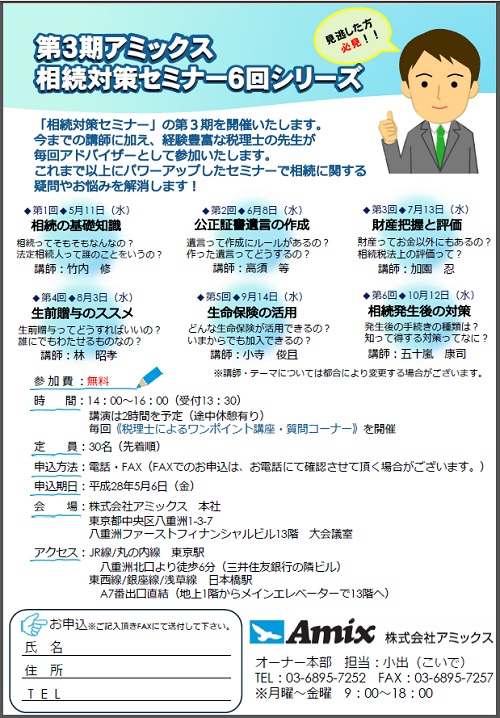 第3期アミックス
相続対策セミナー6回シリーズ
見逃した方
必見！！
「相続対策セミナー」の第３期を開催いたします。
今までの講師に加え、経験豊富な税理士の先生が
毎回アドバイザーとして参加いたします。
これまで以上にパワーアップしたセミナーで相続に関する
疑問やお悩みを解消します！
◆第1回◆5月11日（水）
相続の基礎知識
相続ってそもそもなんなの？
法定相続人って誰のことをいうの？
講師：竹内　修
◆第2回◆6月8日（水）
公正証書遺言の作成
遺言って作成にルールがあるの？
作った遺言ってどうするの？
講師：高須　等
◆第3回◆7月13日（水）
財産把握と評価
財産ってお金以外にもあるの？
相続税法上の評価って？
講師：加園　忍
◆第4回◆8月3日（水）
生前贈与のススメ
生前贈与ってどうすればいいの？
誰にでもわたせるものなの？
講師：林　昭孝
◆第5回◆9月14日（水）
生命保険の活用
どんな生命保険が活用できるの？
いまからでも加入できるの？
講師：小寺　俊且
◆第6回◆10月12日（水）
相続発生後の対策
発生後の手続きの種類は？
知って得する対策ってなに？
講師：五十嵐　康司
※講師・テーマについては都合により変更する場合がございます。
参加費：無料
時　間：14：00～16：00（受付13：30）
講演は2時間を予定（途中休憩有り）
毎回《税理士によるワンポイント講座・質問コーナー》を開催
定　員：30名（先着順）
申込方法：電話・FAX（FAXでのお申込は、お電話にて確認させて頂く場合がございます。）
申込期日：平成28年5月6日（金）
会　場：株式会社アミックス　本社
東京都中央区八重洲1-3-7
八重洲ファーストフィナンシャルビル13階　大会議室
アクセス：JR線/丸の内線　東京駅
八重洲北口より徒歩6分（三井住友銀行の隣ビル）
東西線/銀座線/浅草線　日本橋駅
A7番出口直結（地上1階からメインエレベーターで13階へ）
お申込※ご記入頂きFAXにて送付して下さい。
氏　名
住　所
ＴＥＬ
Amix 株式会社アミックス
オーナー本部　担当：小出（こいで）
TEL：03-6895-7252　FAX：03-6895-7257
※月曜～金曜　９：００～18：００